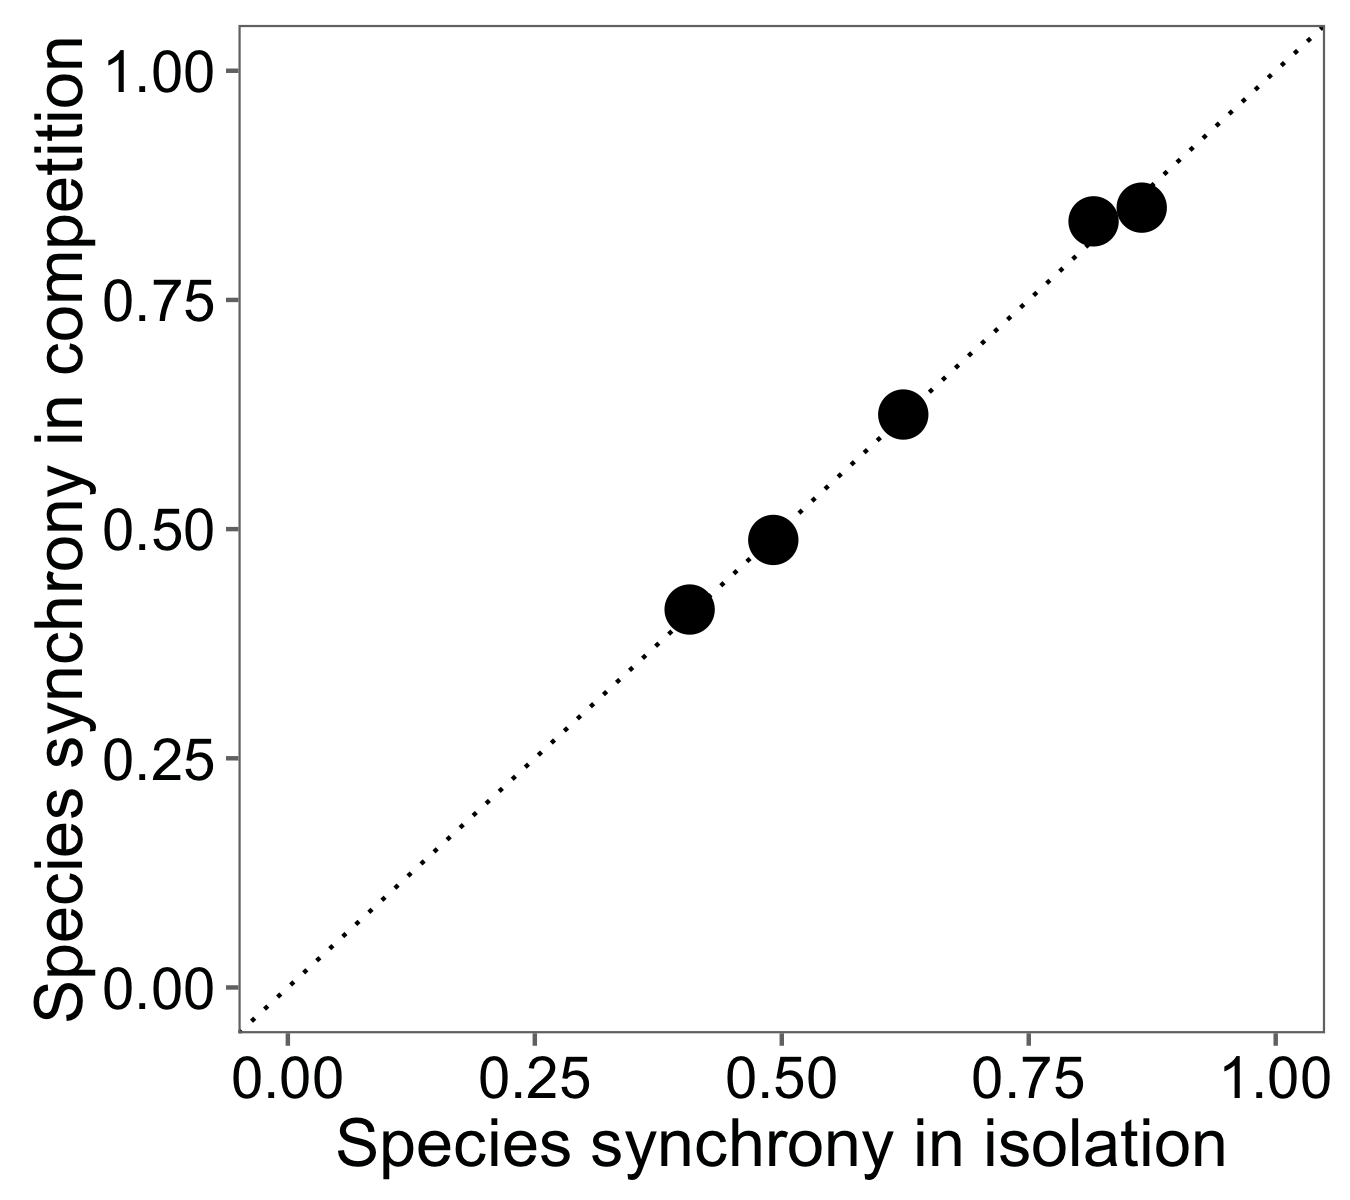 Species synchrony in competition
1.00
0.75
0.50
0.25
0.00
0.00 0.25 0.50 0.75 1.00
Species synchrony in isolation